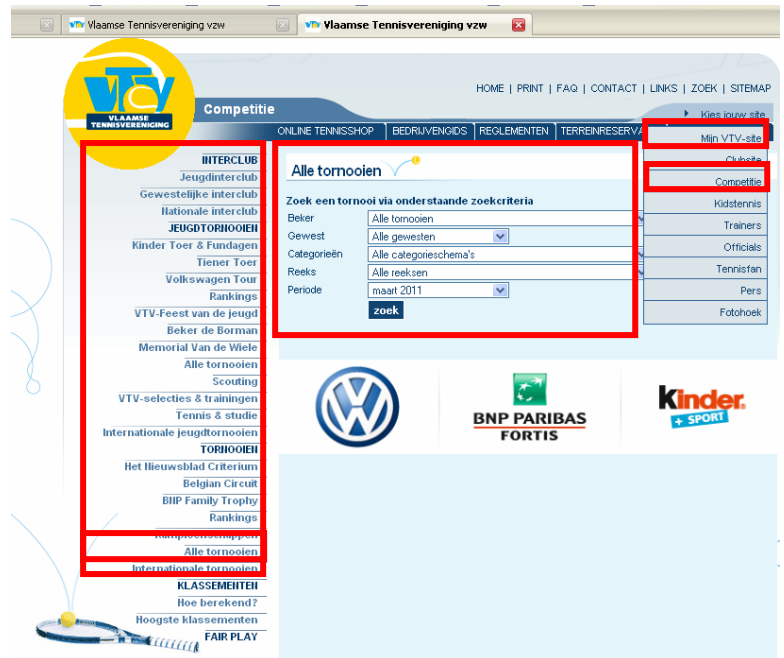 Vlaamse Tennisvereniging vzw
Vlaamse Tennisvereniging vzw
HOME | PRINT | FAQ | CONTACT | LINKS | ZOEK | SITEMAP
VTV
VLAAMSE
TENNISVERENIGING
Competitie
Kies jouw site
ONLINE TENNISSHOP | BEDRIJVENGIDS | REGLEMENTEN | TERREINRESERVA
Mijn VTV-site
Clubsite
Competitie
Kidstennis
Trainers
Officials
Tennisfan
Pers
Fotohoek
INTERCLUB
Jeugdinterclub
Gewestelijke interclub
Nationale interclub
JEUGDTORNOOIEN
Kinder Toer & Fundagen
Tiener Toer
Volkswagen Tour
Rankings
VTV-Feest van de jeugd
Beker de Borman
Memorial Van de Wiele
Alle tornooien
Scouting
VTV-selecties & trainingen
Tennis & studie
Internationale jeugdtornooien
TORNOOIEN
Het Nieuwsblad Criterium
Belgian Circuit
BNP Family Trophy
Rankings
Kampioenschappen
Alle tornooien
Internationale tornooien
KLASSEMENTEN
Hoe berekend?
Hoogste klassementen
FAIR PLAY
Alle tornooien
Zoek een tornooi via onderstaande zoekcriteria
Beker Alle tornooien
Gewest Alle gewesten
Categorieën Alle categorieschema's
Reeks Alle reeksen
Periode maart 2011
zoek
BNP PARIBAS
FORTIS
Kinder
+ SPORT